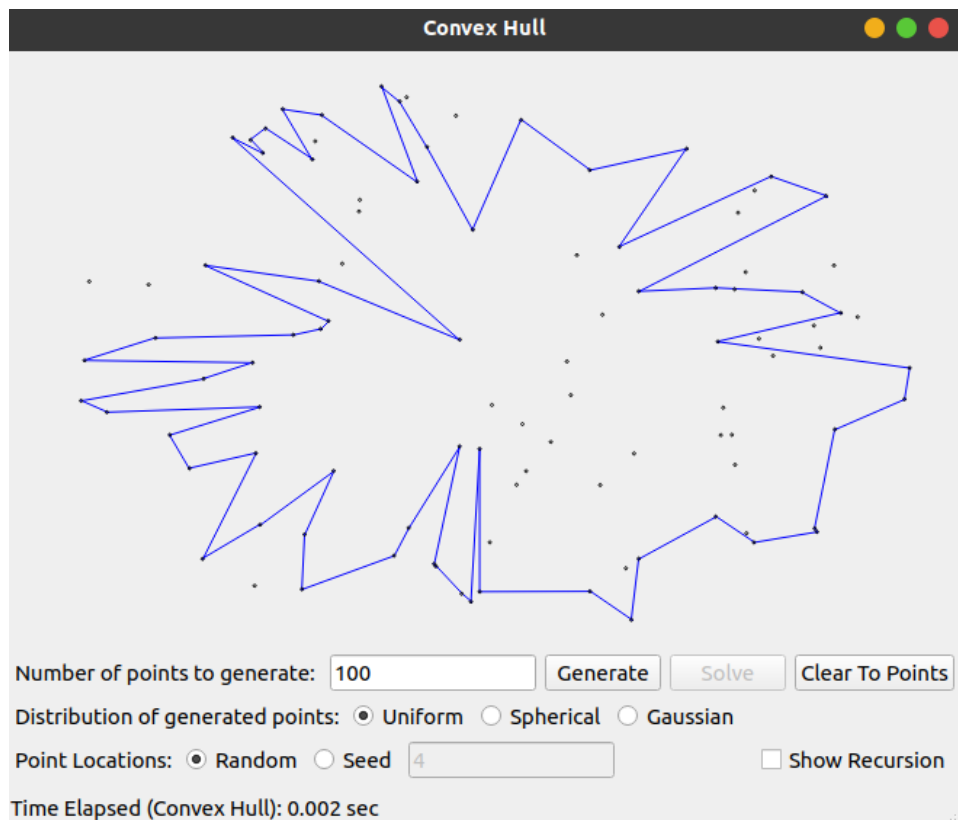 Convex Hull
Number of points to generate: 100 Generate Solve Clear To Points
Distribution of generated points: Uniform Spherical Gaussian
Point Locations: Random Seed 4 Show Recursion
Time Elapsed (Convex Hull): 0.002 sec